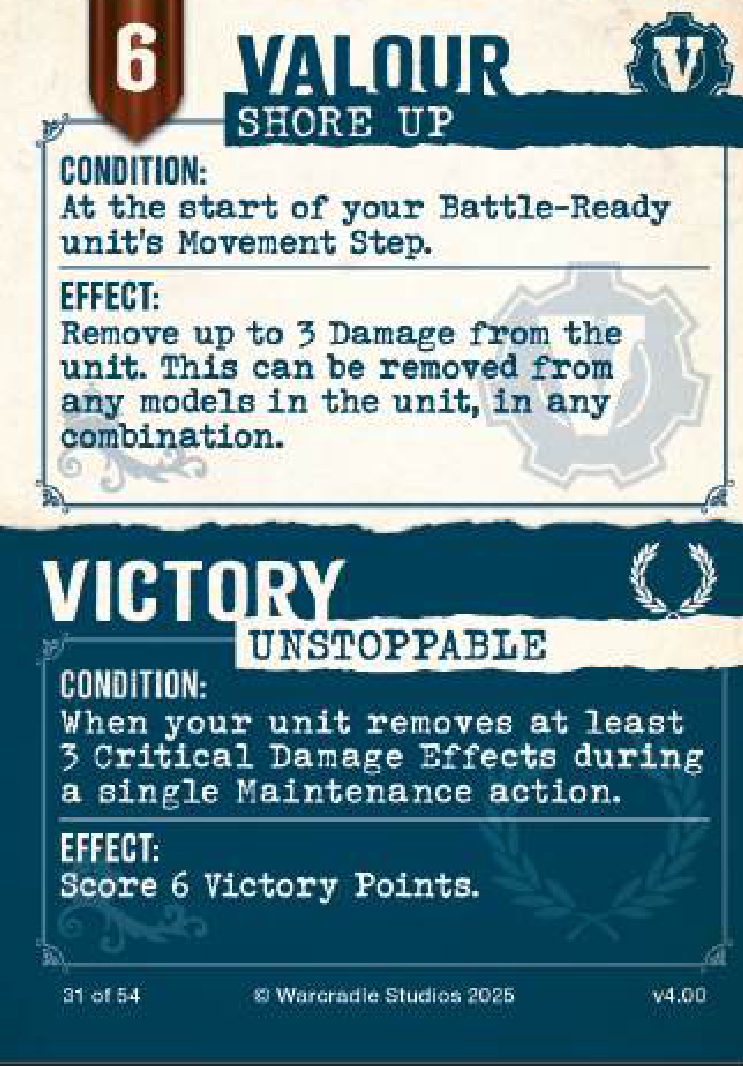 6
VALOUR
V
SHORE UP
CONDITION:
At the start of your Battle-Ready
unit's Movement Step.
EFFECT:
Remove up to 3 Damage from the
unit. This can be removed from
any models in the unit, in any
combination.
VICTORY
UNSTOPPABLE
CONDITION:
When your unit removes at least
3 Critical Damage Effects during
a single Maintenance action.
EFFECT:
Score 6 Victory Points.
31 of 54 © Warcradle Studios 2025 v4.00